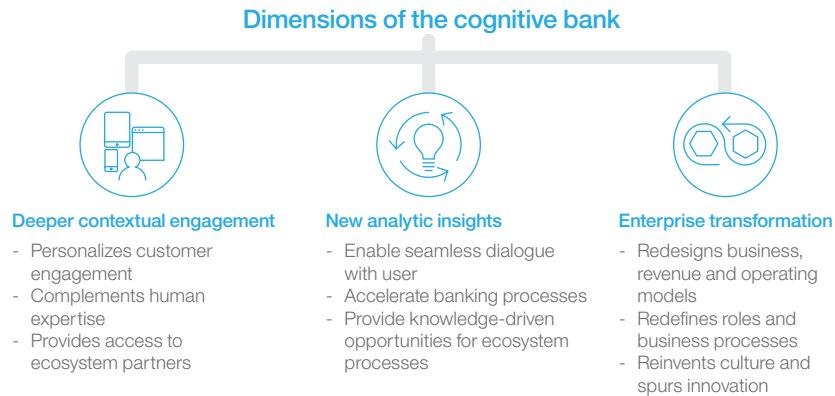 Dimensions of the cognitive bank
Deeper contextual engagement
- Personalizes customer
engagement
- Complements human
expertise
- Provides access to
ecosystem partners
New analytic insights
- Enable seamless dialogue
with user
- Accelerate banking processes
- Provide knowledge-driven
opportunities for ecosystem
processes
Enterprise transformation
- Redesigns business,
revenue and operating
models
- Redefines roles and
business processes
- Reinvents culture and
spurs innovation